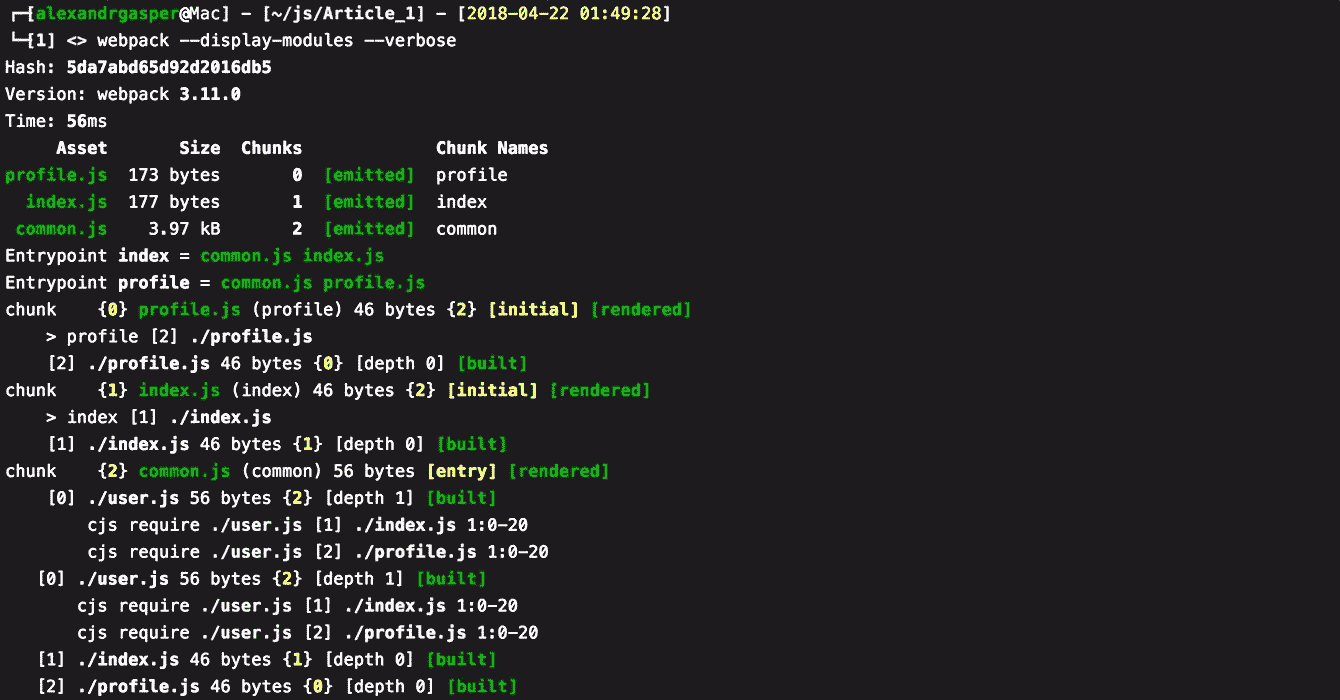 ┌─[alexandrgasper@Mac] - [~/js/Article_1] - [2018-04-22 01:49:28]
└─[1] <> webpack --display-modules --verbose
Hash: 5da7abd65d92d2016db5
Version: webpack 3.11.0
Time: 56ms
     Asset       Size  Chunks             Chunk Names
profile.js  173 bytes       0  [emitted]  profile
  index.js  177 bytes       1  [emitted]  index
 common.js    3.97 kB       2  [emitted]  common
Entrypoint index = common.js index.js
Entrypoint profile = common.js profile.js
chunk    {0} profile.js (profile) 46 bytes {2} [initial] [rendered]
    > profile [2] ./profile.js
    [2] ./profile.js 46 bytes {0} [depth 0] [built]
chunk    {1} index.js (index) 46 bytes {2} [initial] [rendered]
    > index [1] ./index.js
    [1] ./index.js 46 bytes {1} [depth 0] [built]
chunk    {2} common.js (common) 56 bytes [entry] [rendered]
    [0] ./user.js 56 bytes {2} [depth 1] [built]
        cjs require ./user.js [1] ./index.js 1:0-20
        cjs require ./user.js [2] ./profile.js 1:0-20
   [0] ./user.js 56 bytes {2} [depth 1] [built]
       cjs require ./user.js [1] ./index.js 1:0-20
       cjs require ./user.js [2] ./profile.js 1:0-20
   [1] ./index.js 46 bytes {1} [depth 0] [built]
   [2] ./profile.js 46 bytes {0} [depth 0] [built]